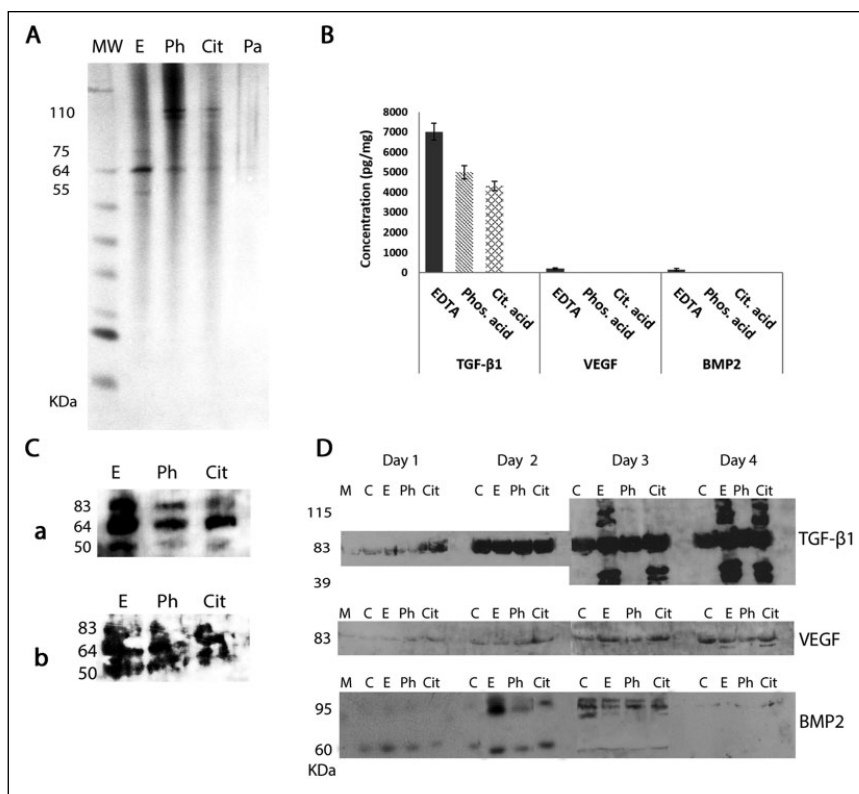 A
MW E Ph Cit Pa
110
75
64
55
KDa
B
Concentration (pg/mg)
8000
7000
6000
5000
4000
3000
2000
1000
0
EDTA Phos. acid Cit. acid EDTA Phos. acid Cit. acid EDTA Phos. acid Cit. acid
TGF-β1 VEGF BMP2
C
E Ph Cit
83
64
50
a
E Ph Cit
83
64
50
b
D
Day 1 Day 2 Day 3 Day 4
M C E Ph Cit C E Ph Cit C E Ph Cit C E Ph Cit
115
83
39
TGF-β1
M C E Ph Cit C E Ph Cit C E Ph Cit C E Ph Cit
83
VEGF
M C E Ph Cit C E Ph Cit C E Ph Cit C E Ph Cit
95
60
BMP2
KDa